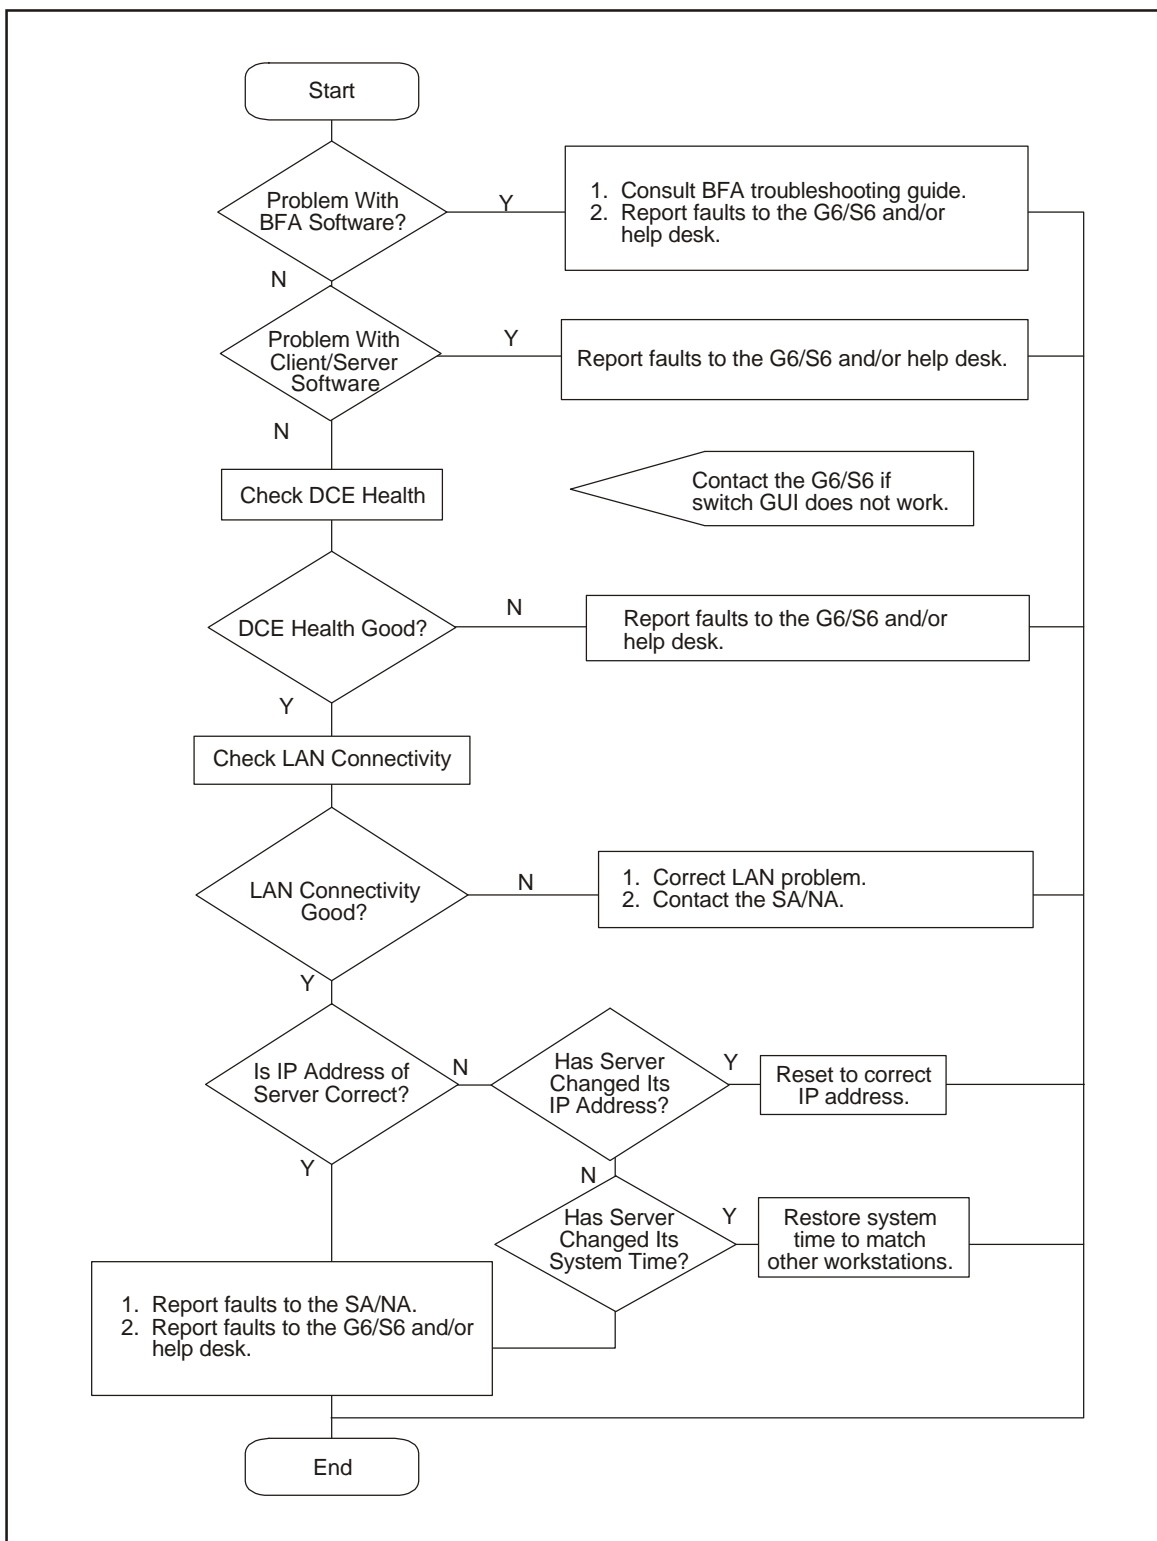 Start
Problem With
BFA Software?
Y
1. Consult BFA troubleshooting guide.
2. Report faults to the G6/S6 and/or
help desk.
N
Problem With
Client/Server
Software
Y
Report faults to the G6/S6 and/or help desk.
N
Check DCE Health
Contact the G6/S6 if
switch GUI does not work.
DCE Health Good?
N
Report faults to the G6/S6 and/or
help desk.
Y
Check LAN Connectivity
LAN Connectivity
Good?
N
1. Correct LAN problem.
2. Contact the SA/NA.
Y
Is IP Address of
Server Correct?
N
Has Server
Changed Its
IP Address?
Y
Reset to correct
IP address.
Y
N
Has Server
Changed Its
System Time?
Y
Restore system
time to match
other workstations.
1. Report faults to the SA/NA.
2. Report faults to the G6/S6 and/or
help desk.
End